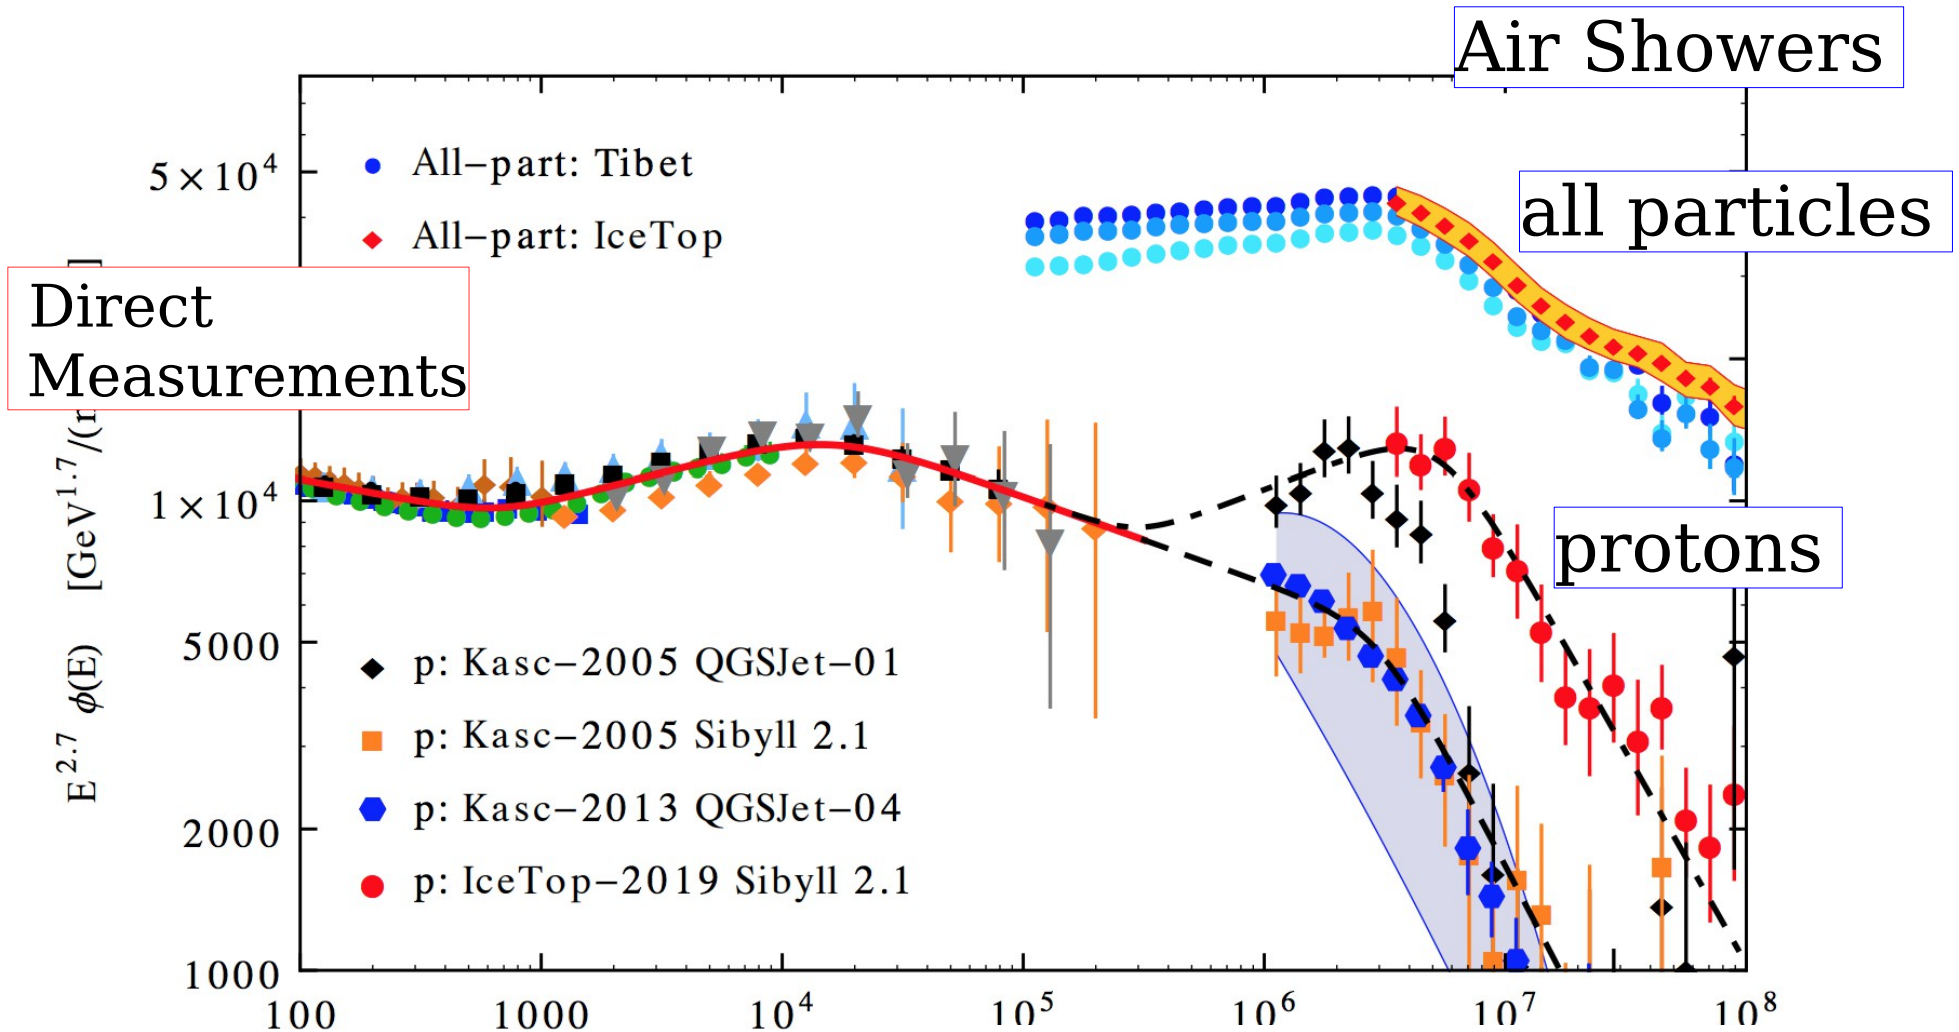 Air Showers
5×10⁴
All-part: Tibet
all particles
All-part: IceTop
Direct
Measurements
1×10⁴
protons
E^2.7 ϕ(E) [GeV^1.7/(
]
5000
p: Kasc-2005 QGSJet-01
p: Kasc-2005 Sibyll 2.1
2000
p: Kasc-2013 QGSJet-04
p: IceTop-2019 Sibyll 2.1
1000
100 1000 10⁴ 10⁵ 10⁶ 10⁷ 10⁸